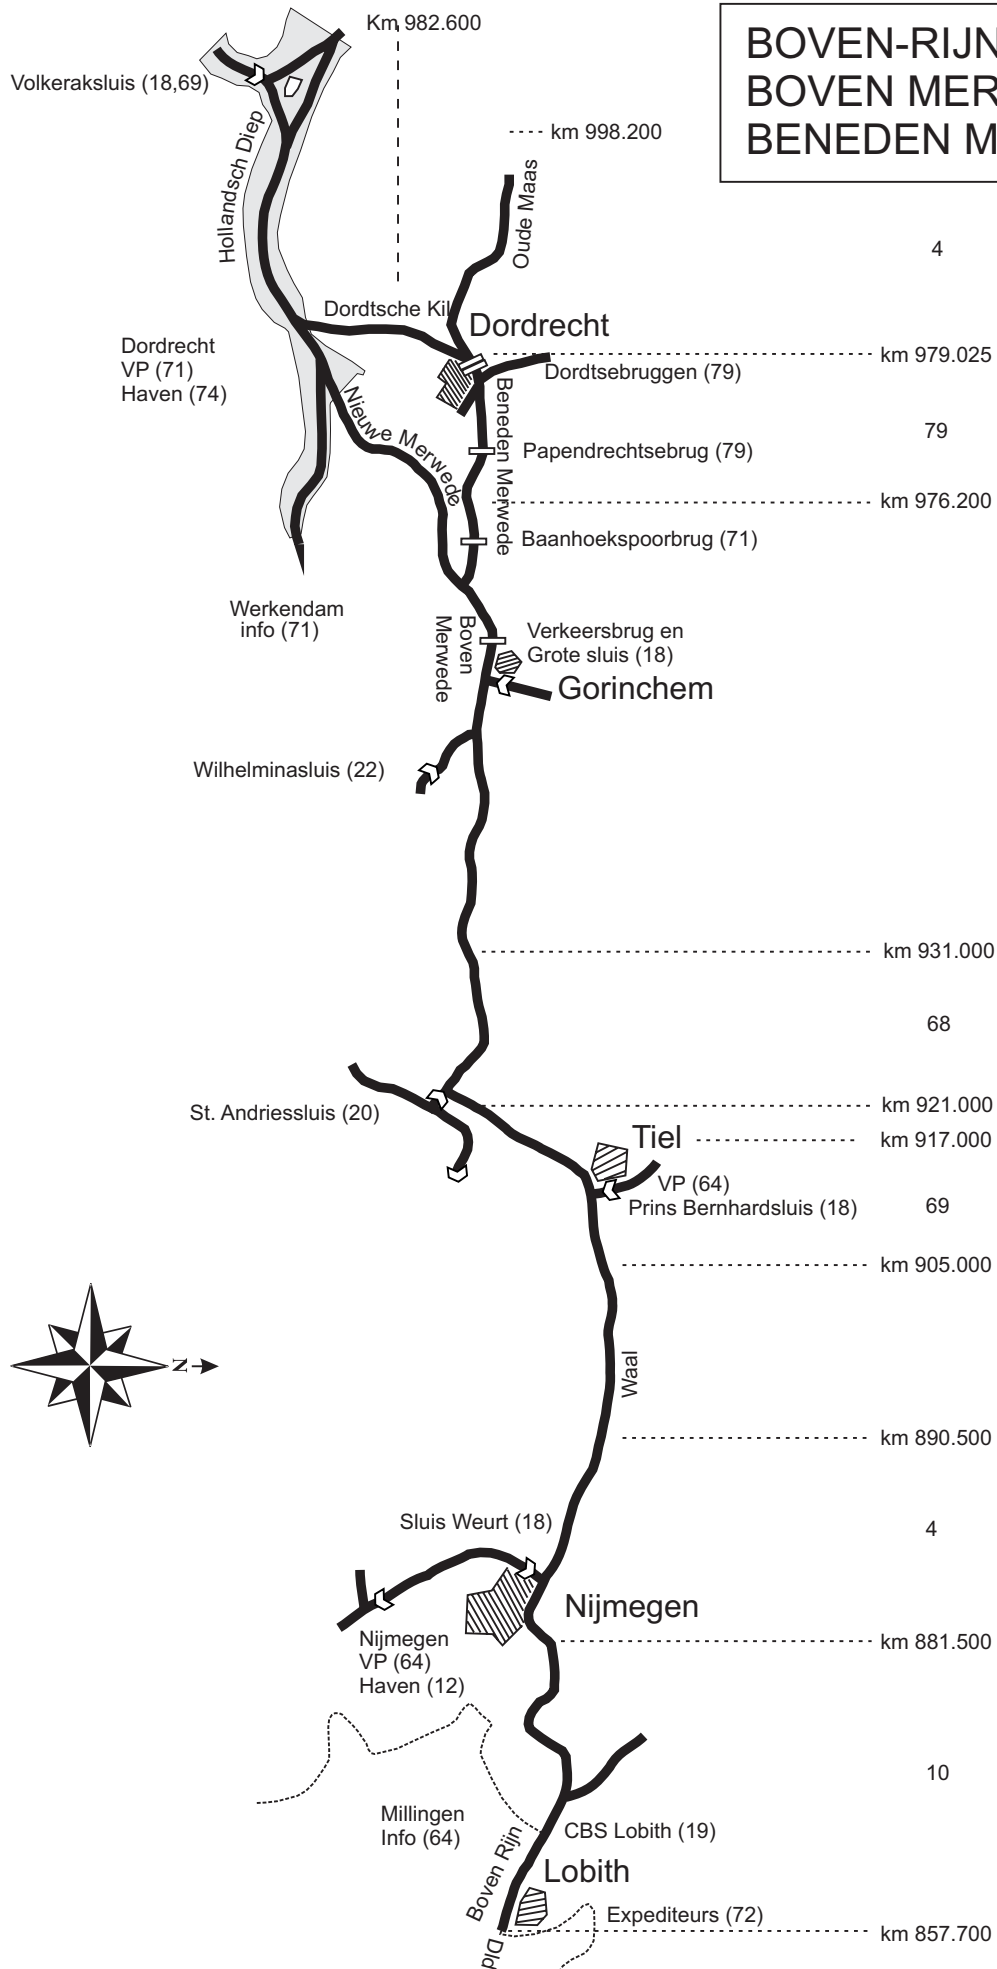 Km 982.600
BOVEN-RIJN
BOVEN MER
BENEDEN M
Volkeraksluis (18,69)
km 998.200
Hollandsch Diep
Oude Maas
4
Dordtsche Kil
Dordrecht
km 979.025
Dordrecht
VP (71)
Haven (74)
Dordtsebruggen (79)
Nieuwe Merwede
Beneden Merwede
79
Papendrechtsebrug (79)
km 976.200
Baanhoekspoorbrug (71)
Werkendam
info (71)
Boven
Merwede
Verkeersbrug en
Grote sluis (18)
Gorinchem
Wilhelminasluis (22)
km 931.000
68
St. Andriessluis (20)
km 921.000
Tiel
km 917.000
VP (64)
Prins Bernhardsluis (18)
69
km 905.000
N
Waal
km 890.500
Sluis Weurt (18)
4
Nijmegen
Nijmegen
VP (64)
Haven (12)
km 881.500
10
Millingen
Info (64)
CBS Lobith (19)
Boven Rijn
Lobith
Expediteurs (72)
km 857.700
Dld